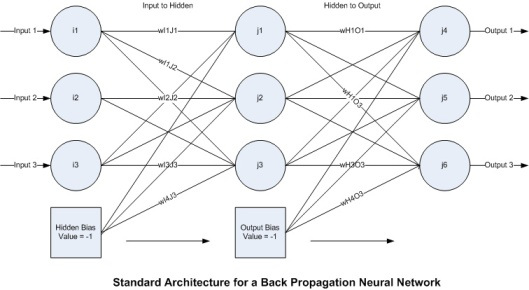 Input to Hidden
Hidden to Output
Input 1
i1
wI1J1
j1
wH1O1
j4
Output 1
wI1J2
Input 2
i2
wI2J2
j2
wH1O3
j5
Output 2
Input 3
i3
wI3J3
j3
wH3O3
j6
Output 3
wI4J3
wH4O3
Hidden Bias
Value = -1
Output Bias
Value = -1
Standard Architecture for a Back Propagation Neural Network